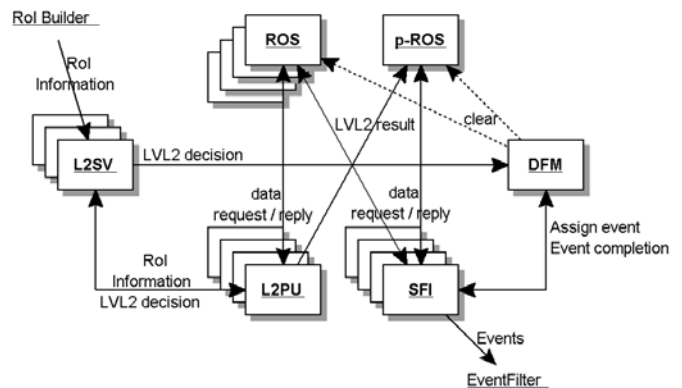 RoI Builder
ROS
p-ROS
RoI
Information
clear
LVL2 result
L2SV
LVL2 decision
DFM
data
request / reply
data
request / reply
Assign event
Event completion
RoI
Information
LVL2 decision
L2PU
SFI
Events
EventFilter